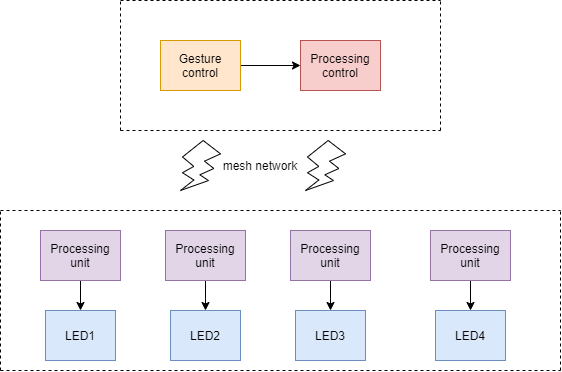 Gesture
control
Processing
control
mesh network
Processing
unit
Processing
unit
Processing
unit
Processing
unit
LED1
LED2
LED3
LED4